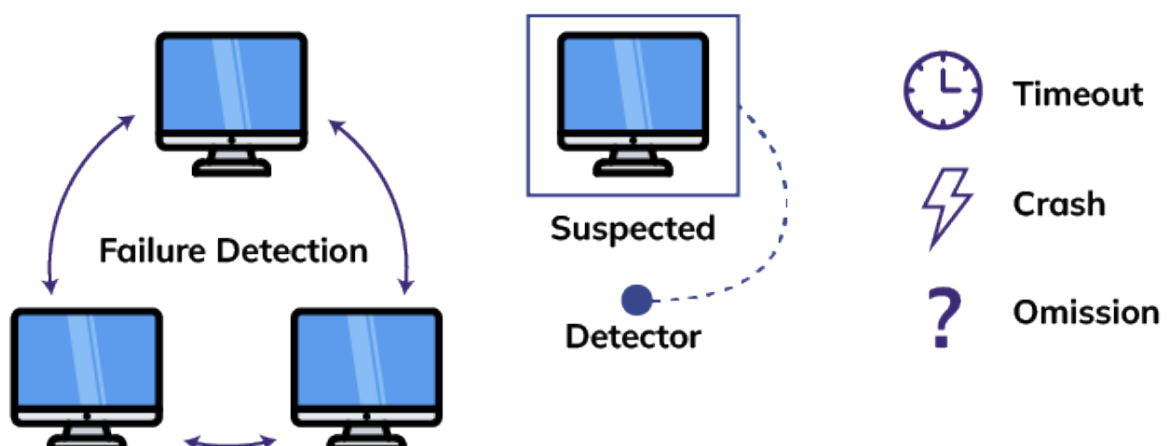 Failure Detection
Suspected
Detector
Timeout
Crash
?
Omission